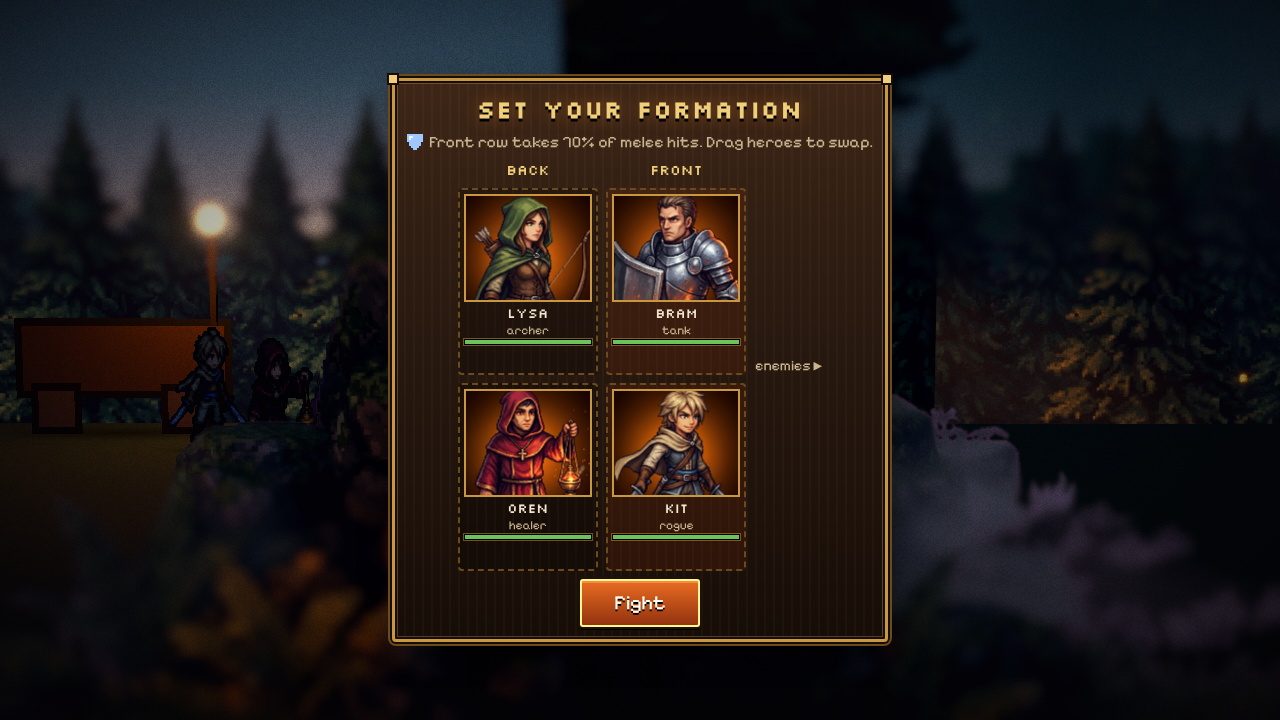 SET YOUR FORMATION
Front row takes 70% of melee hits. Drag heroes to swap.
BACK FRONT
LYSA BRAM
archer tank
enemies ▶
OREN KIT
healer rogue
Fight